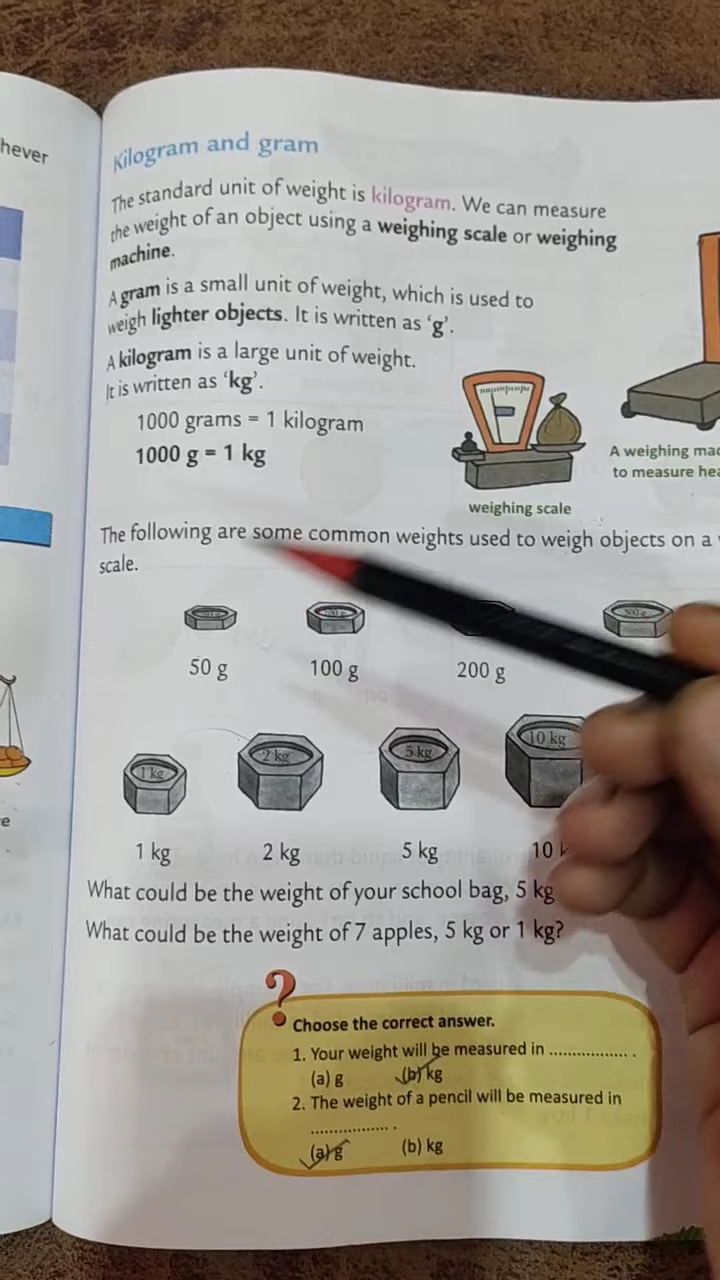 hever
Kilogram and gram
The standard unit of weight is kilogram. We can measure
the weight of an object using a weighing scale or weighing
machine.
A gram is a small unit of weight, which is used to
weigh lighter objects. It is written as ‘g’.
A kilogram is a large unit of weight.
It is written as ‘kg’.
1000 grams = 1 kilogram
1000 g = 1 kg
A weighing
to measure
weighing scale
The following are some common weights used to weigh objects on a
scale.
100 g
500 g
50 g
100 g
200 g
1 kg
2 kg
5 kg
10 kg
1 kg
2 kg
5 kg
10
What could be the weight of your school bag, 5 kg
What could be the weight of 7 apples, 5 kg or 1 kg?
?
Choose the correct answer.
1. Your weight will be measured in .................. .
(a) g (b) kg
2. The weight of a pencil will be measured in
.................. .
(a) g (b) kg